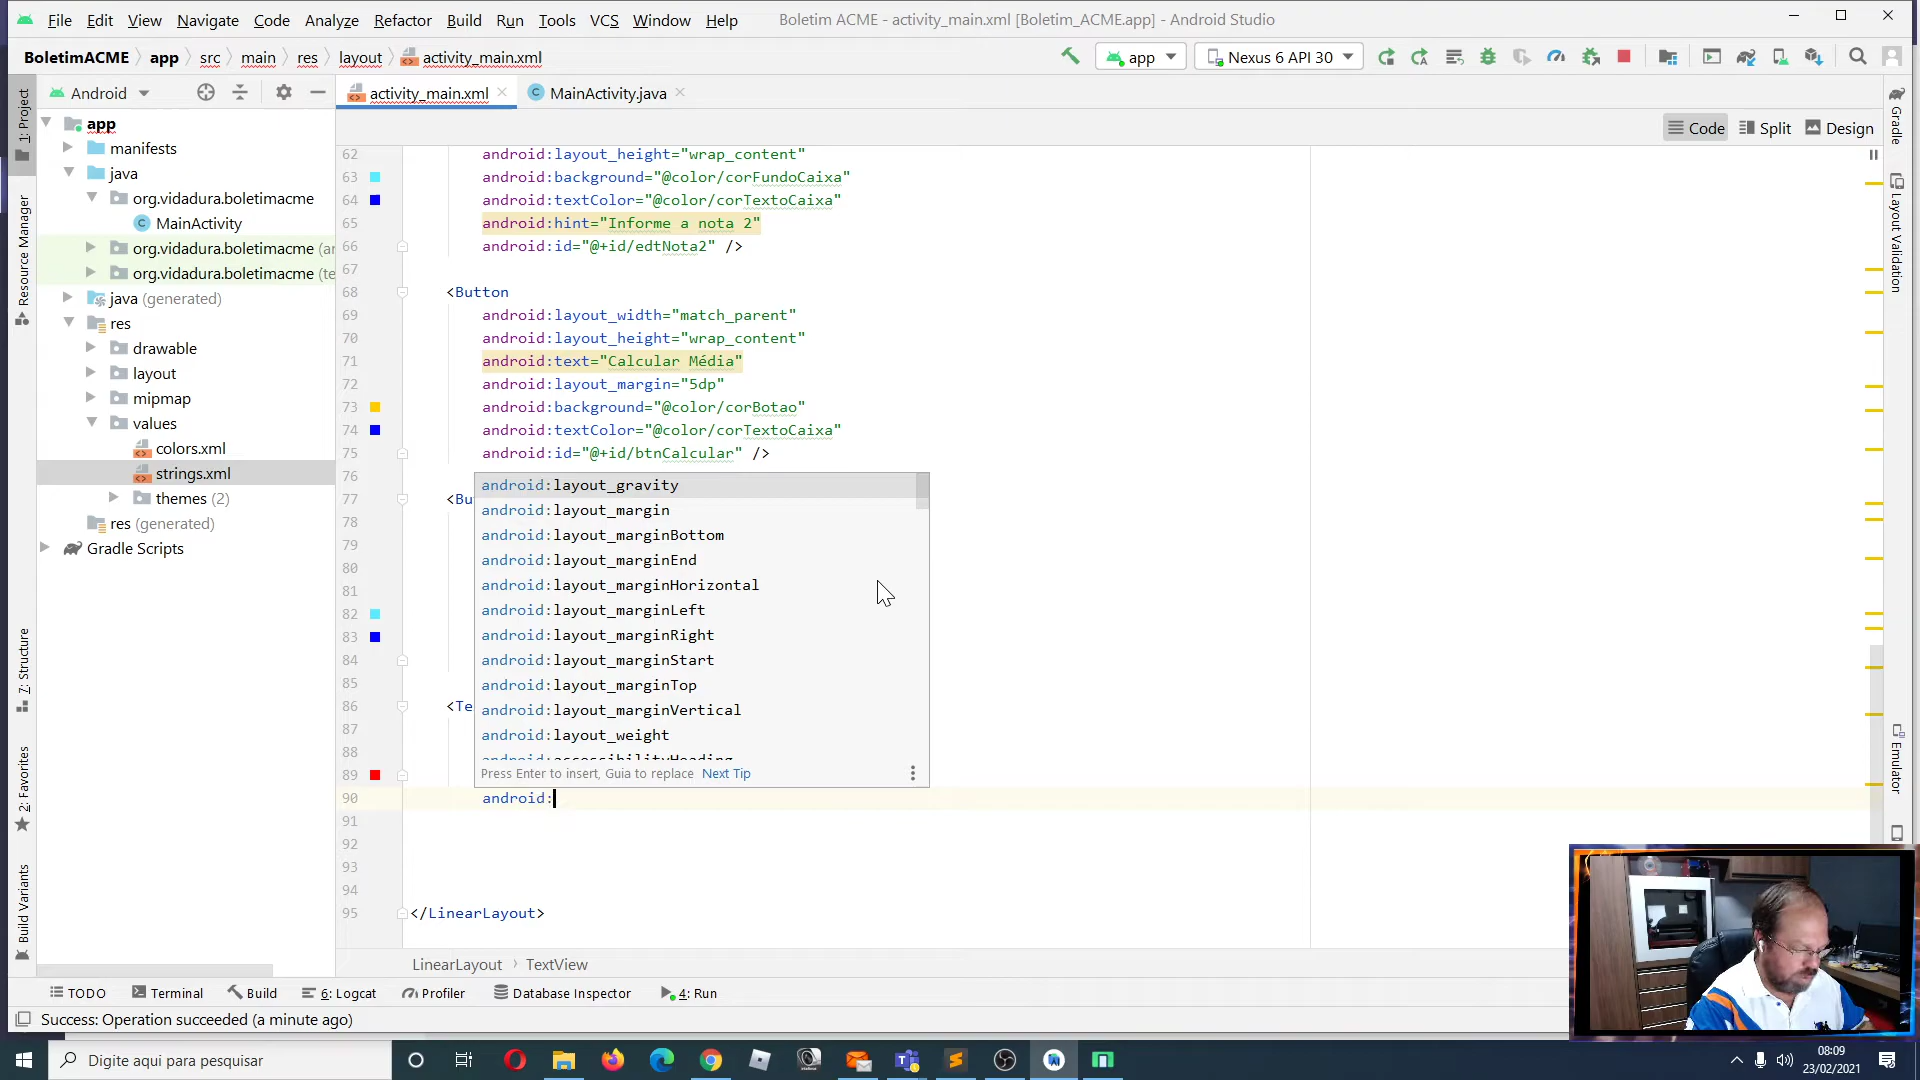 File Edit View Navigate Code Analyze Refactor Build Run Tools VCS Window Help Boletim ACME - activity_main.xml [Boletim_ACME.app] - Android Studio
BoletimACME app src main res layout activity_main.xml app Nexus 6 API 30
Android activity_main.xml MainActivity.java
Code Split Design
1: Project
Resource Manager
7: Structure
2: Favorites
Build Variants
app
manifests
java
org.vidadura.boletimacme
MainActivity
org.vidadura.boletimacme (ar
org.vidadura.boletimacme (te
java (generated)
res
drawable
layout
mipmap
values
colors.xml
strings.xml
themes (2)
res (generated)
Gradle Scripts
62 android:layout_height="wrap_content"
63 android:background="@color/corFundoCaixa"
64 android:textColor="@color/corTextoCaixa"
65 android:hint="Informe a nota 2"
66 android:id="@+id/edtNota2" />
67
68 <Button
69 android:layout_width="match_parent"
70 android:layout_height="wrap_content"
71 android:text="Calcular Média"
72 android:layout_margin="5dp"
73 android:background="@color/corBotao"
74 android:textColor="@color/corTextoCaixa"
75 android:id="@+id/btnCalcular" />
76
77 <Bu
78
79
80
81
82
83
84
85
86 <Te
87
88
89
90 android:
91
92
93
94
95 </LinearLayout>
android:layout_gravity
android:layout_margin
android:layout_marginBottom
android:layout_marginEnd
android:layout_marginHorizontal
android:layout_marginLeft
android:layout_marginRight
android:layout_marginStart
android:layout_marginTop
android:layout_marginVertical
android:layout_weight
android:accessibilityHeading
Press Enter to insert, Guia to replace Next Tip
Gradle
Layout Validation
Emulator
LinearLayout TextView
TODO Terminal Build 6: Logcat Profiler Database Inspector 4: Run
Success: Operation succeeded (a minute ago)
Digite aqui para pesquisar
08:09
23/02/2021